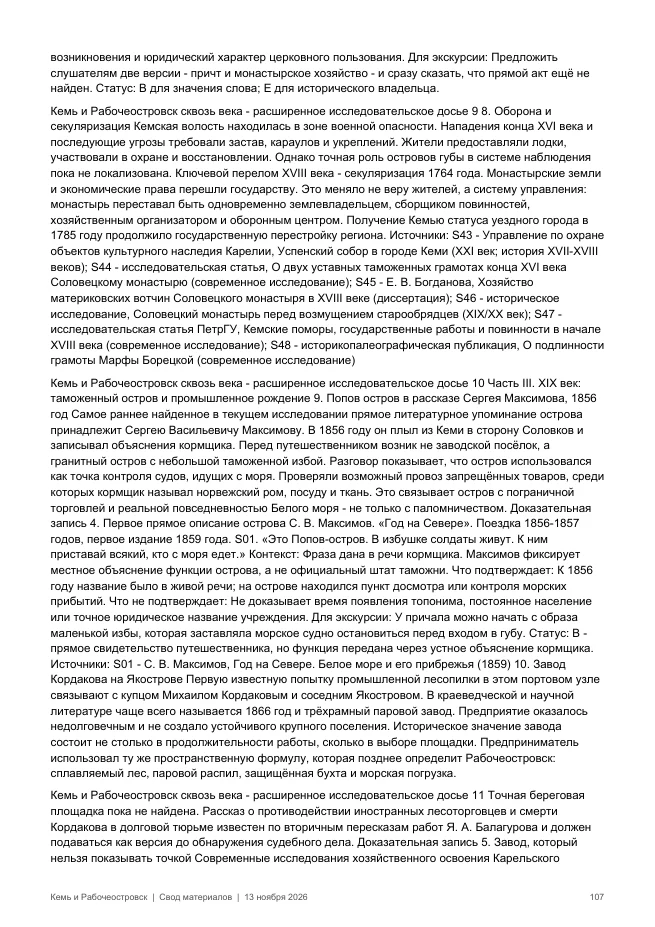 возникновения и юридический характер церковного пользования. Для экскурсии: Предложить
слушателям две версии - причт и монастырское хозяйство - и сразу сказать, что прямой акт ещё не
найден. Статус: В для значения слова; Е для исторического владельца.
Кемь и Рабочеостровск сквозь века - расширенное исследовательское досье 9 8. Оборона и
секуляризация Кемская волость находилась в зоне военной опасности. Нападения конца XVI века и
последующие угрозы требовали застав, караулов и укреплений. Жители предоставляли лодки,
участвовали в охране и восстановлении. Однако точная роль островов губы в системе наблюдения
пока не локализована. Ключевой перелом XVIII века - секуляризация 1764 года. Монастырские земли
и экономические права перешли государству. Это меняло не веру жителей, а систему управления:
монастырь переставал быть одновременно землевладельцем, сборщиком повинностей,
хозяйственным организатором и оборонным центром. Получение Кемью статуса уездного города в
1785 году продолжило государственную перестройку региона. Источники: S43 - Управление по охране
объектов культурного наследия Карелии, Успенский собор в городе Кеми (XXI век; история XVII-XVIII
веков); S44 - исследовательская статья, О двух уставных таможенных грамотах конца XVI века
Соловецкому монастырю (современное исследование); S45 - Е. В. Богданова, Хозяйство
материковых вотчин Соловецкого монастыря в XVIII веке (диссертация); S46 - историческое
исследование, Соловецкий монастырь перед возмущением старообрядцев (XIX/XX век); S47 -
исследовательская статья ПетрГУ, Кемские поморы, государственные работы и повинности в начале
XVIII века (современное исследование); S48 - историкопалеографическая публикация, О подлинности
грамоты Марфы Борецкой (современное исследование)
Кемь и Рабочеостровск сквозь века - расширенное исследовательское досье 10 Часть III. XIX век:
таможенный остров и промышленное рождение 9. Попов остров в рассказе Сергея Максимова, 1856
год Самое раннее найденное в текущем исследовании прямое литературное упоминание острова
принадлежит Сергею Васильевичу Максимову. В 1856 году он плыл из Кеми в сторону Соловков и
записывал объяснения кормщика. Перед путешественником возник не заводской посёлок, а
гранитный остров с небольшой таможенной избой. Разговор показывает, что остров использовался
как точка контроля судов, идущих с моря. Проверяли возможный провоз запрещённых товаров, среди
которых кормщик называл норвежский ром, посуду и ткань. Это связывает остров с пограничной
торговлей и реальной повседневностью Белого моря - не только с паломничеством. Доказательная
запись 4. Первое прямое описание острова С. В. Максимов. «Год на Севере». Поездка 1856-1857
годов, первое издание 1859 года. S01. «Это Попов-остров. В избушке солдаты живут. К ним
приставай всякий, кто с моря едет.» Контекст: Фраза дана в речи кормщика. Максимов фиксирует
местное объяснение функции острова, а не официальный штат таможни. Что подтверждает: К 1856
году название было в живой речи; на острове находился пункт досмотра или контроля морских
прибытий. Что не подтверждает: Не доказывает время появления топонима, постоянное население
или точное юридическое название учреждения. Для экскурсии: У причала можно начать с образа
маленькой избы, которая заставляла морское судно остановиться перед входом в губу. Статус: В -
прямое свидетельство путешественника, но функция передана через устное объяснение кормщика.
Источники: S01 - С. В. Максимов, Год на Севере. Белое море и его прибрежья (1859) 10. Завод
Кордакова на Якострове Первую известную попытку промышленной лесопилки в этом портовом узле
связывают с купцом Михаилом Кордаковым и соседним Якостровом. В краеведческой и научной
литературе чаще всего называется 1866 год и трёхрамный паровой завод. Предприятие оказалось
недолговечным и не создало устойчивого крупного поселения. Историческое значение завода
состоит не столько в продолжительности работы, сколько в выборе площадки. Предприниматель
использовал ту же пространственную формулу, которая позднее определит Рабочеостровск:
сплавляемый лес, паровой распил, защищённая бухта и морская погрузка.
Кемь и Рабочеостровск сквозь века - расширенное исследовательское досье 11 Точная береговая
площадка пока не найдена. Рассказ о противодействии иностранных лесоторговцев и смерти
Кордакова в долговой тюрьме известен по вторичным пересказам работ Я. А. Балагурова и должен
подаваться как версия до обнаружения судебного дела. Доказательная запись 5. Завод, который
нельзя показывать точкой Современные исследования хозяйственного освоения Карельского
Кемь и Рабочеостровск | Свод материалов | 13 ноября 2026
107